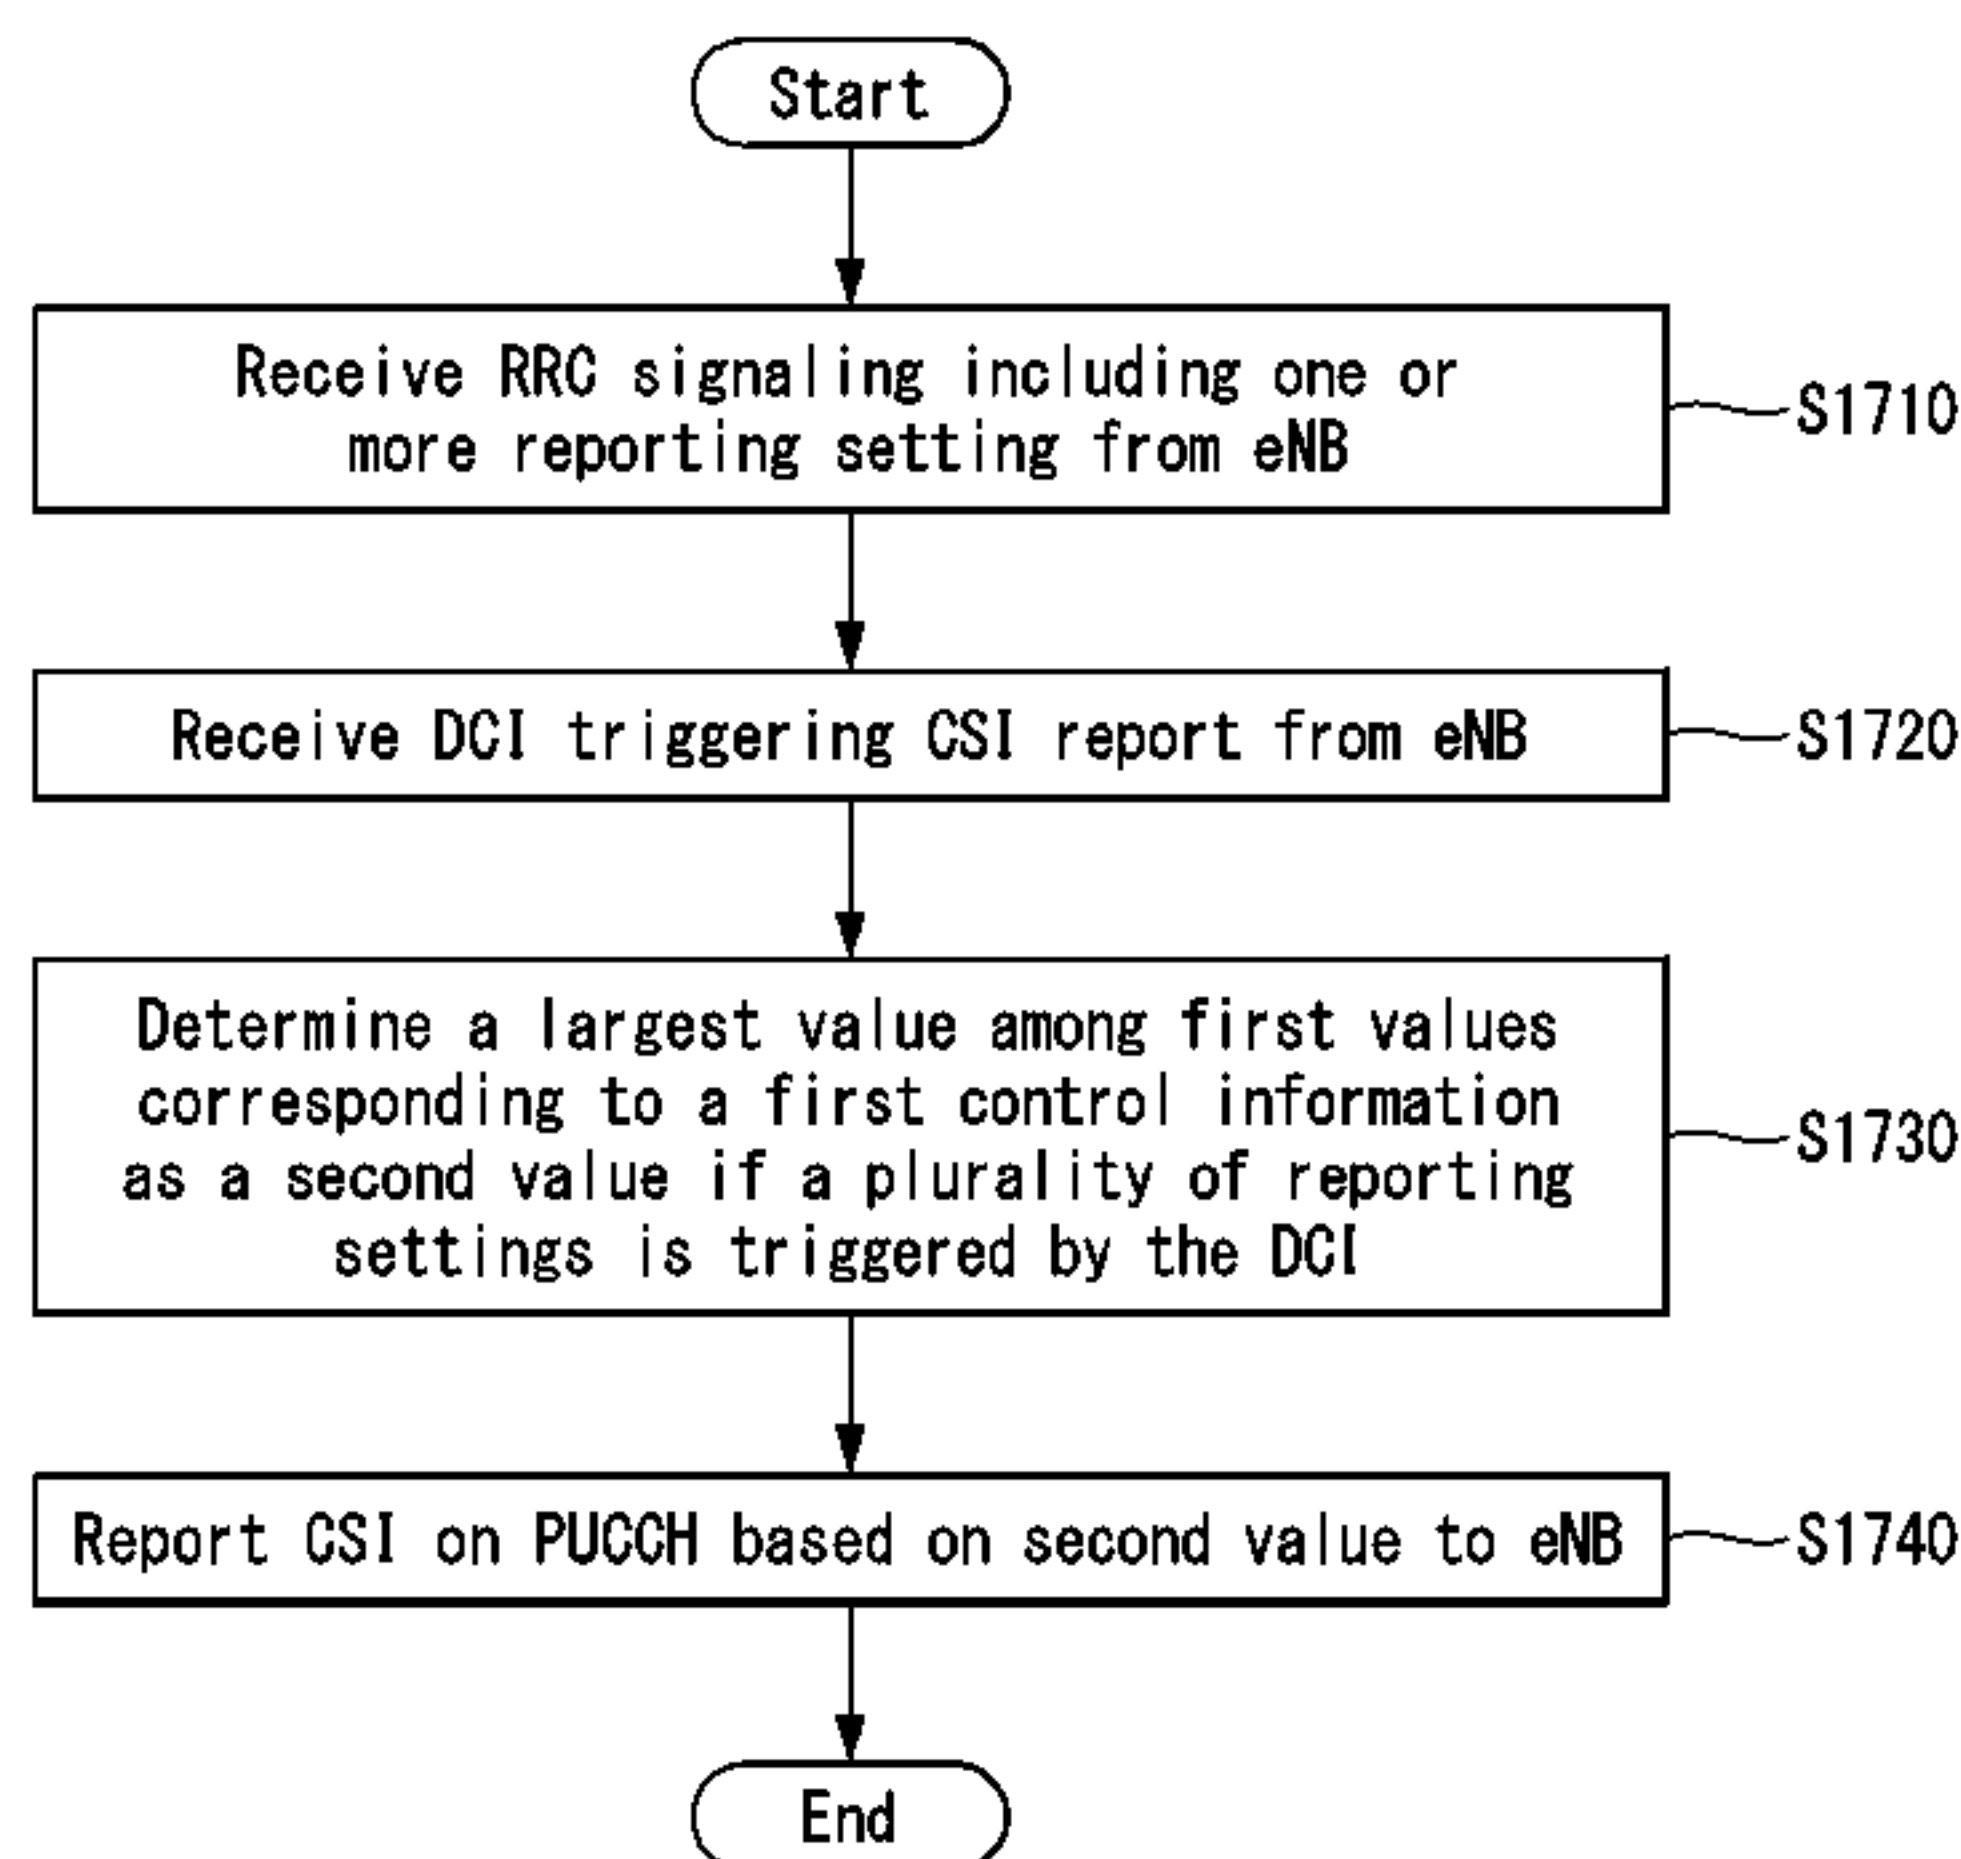 Start
Receive RRC signaling including one or
more reporting setting from eNB
S1710
Receive DCI triggering CSI report from eNB
S1720
Determine a largest value among first values
corresponding to a first control information
as a second value if a plurality of reporting
settings is triggered by the DCI
S1730
Report CSI on PUCCH based on second value to eNB
S1740
End